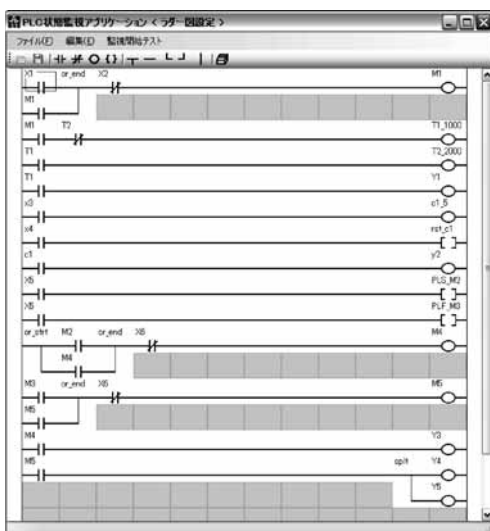 PLC状態監視アプリケーション < ラダー図設定 >
ファイル(F) 編集(E) 監視開始テスト
X1 or_end X2 M1
M1
M1 T2 T1_1000
T1 T2_2000
T1 Y1
x3 c1_5
x4 rst_c1
c1 y2
X5 PLS_M2
X5 PLF_M3
or_strt M2 or_end X6 M4
M4
M3 or_end X6 M5
M5
M4 Y3
M5 Y4
Y5